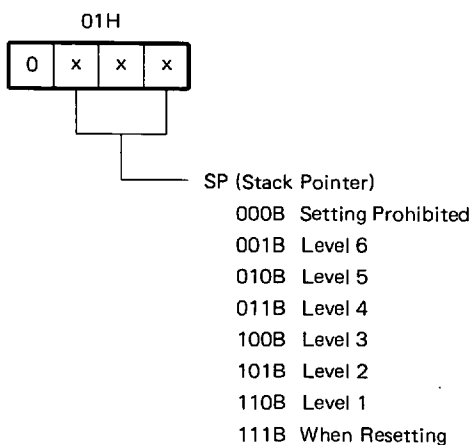 01H
0 x x x
SP (Stack Pointer)
000B Setting Prohibited
001B Level 6
010B Level 5
011B Level 4
100B Level 3
101B Level 2
110B Level 1
111B When Resetting